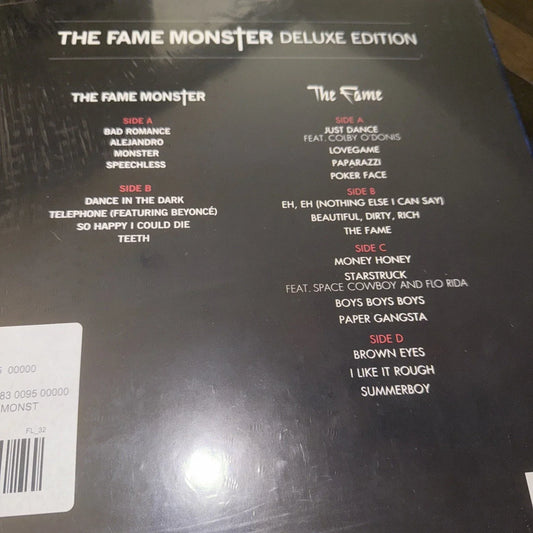 THE FAME MONSTER DELUXE EDITION
THE FAME MONSTER
SIDE A
BAD ROMANCE
ALEJANDRO
MONSTER
SPEECHLESS
SIDE B
DANCE IN THE DARK
TELEPHONE (FEATURING BEYONCÉ)
SO HAPPY I COULD DIE
TEETH
The Fame
SIDE A
JUST DANCE
FEAT. COLBY O'DONIS
LOVEGAME
PAPARAZZI
POKER FACE
SIDE B
EH, EH (NOTHING ELSE I CAN SAY)
BEAUTIFUL, DIRTY, RICH
THE FAME
SIDE C
MONEY HONEY
STARSTRUCK
FEAT. SPACE COWBOY AND FLO RIDA
BOYS BOYS BOYS
PAPER GANGSTA
SIDE D
BROWN EYES
I LIKE IT ROUGH
SUMMERBOY
00000
83 0095 00000
MONST
FL_32